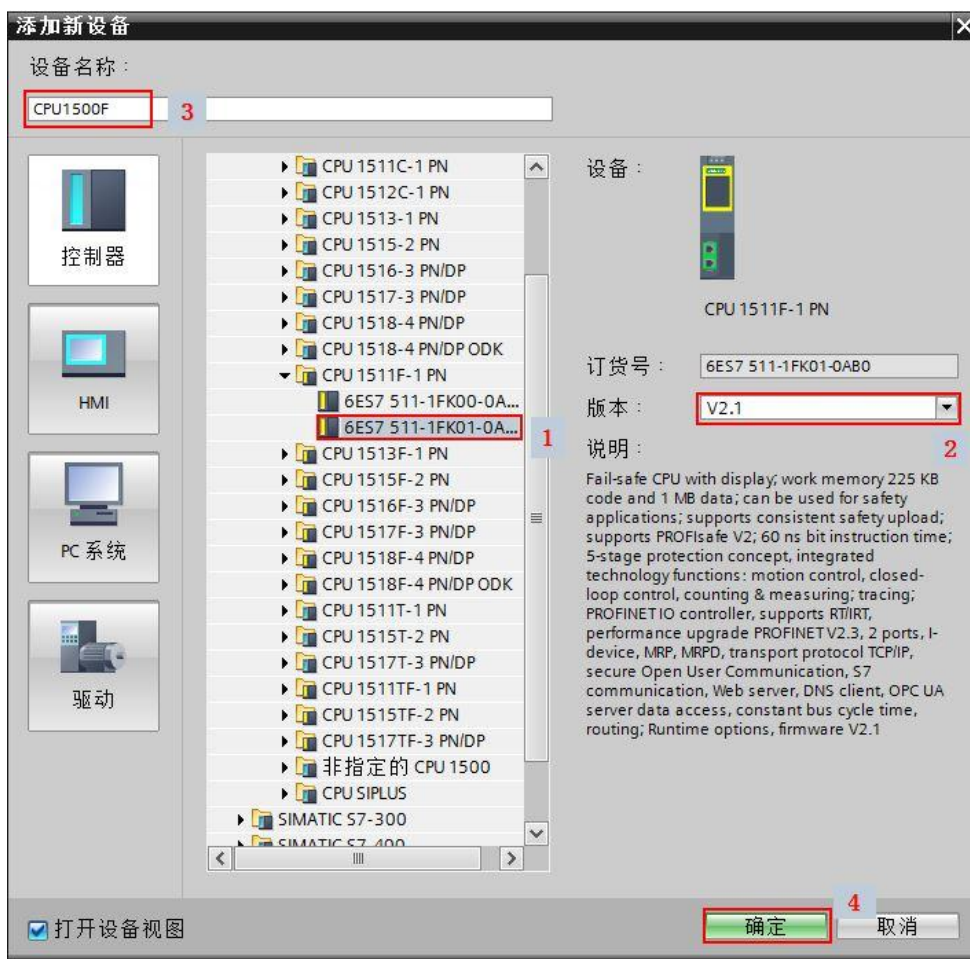 添加新设备
设备名称：
CPU1500F
3
控制器
HMI
PC 系统
驱动
CPU 1511C-1 PN
CPU 1512C-1 PN
CPU 1513-1 PN
CPU 1515-2 PN
CPU 1516-3 PN/DP
CPU 1517-3 PN/DP
CPU 1518-4 PN/DP
CPU 1518-4 PN/DP ODK
CPU 1511F-1 PN
6ES7 511-1FK00-0A...
6ES7 511-1FK01-0A...
1
CPU 1513F-1 PN
CPU 1515F-2 PN
CPU 1516F-3 PN/DP
CPU 1517F-3 PN/DP
CPU 1518F-4 PN/DP
CPU 1518F-4 PN/DP ODK
CPU 1511T-1 PN
CPU 1515T-2 PN
CPU 1517T-3 PN/DP
CPU 1511TF-1 PN
CPU 1515TF-2 PN
CPU 1517TF-3 PN/DP
非指定的 CPU 1500
CPU SIPLUS
SIMATIC S7-300
SIMATIC S7-400
设备：
CPU 1511F-1 PN
订货号： 6ES7 511-1FK01-0AB0
版本： V2.1
2
说明：
Fail-safe CPU with display; work memory 225 KB
code and 1 MB data; can be used for safety
applications; supports consistent safety upload;
supports PROFIsafe V2; 60 ns bit instruction time;
5-stage protection concept, integrated
technology functions: motion control, closed-
loop control, counting & measuring; tracing;
PROFINET IO controller, supports RT/IRT,
performance upgrade PROFINET V2.3, 2 ports, I-
device, MRP, MRPD, transport protocol TCP/IP,
secure Open User Communication, S7
communication, Web server, DNS client, OPC UA
server data access, constant bus cycle time,
routing; Runtime options, firmware V2.1
打开设备视图
4
确定
取消